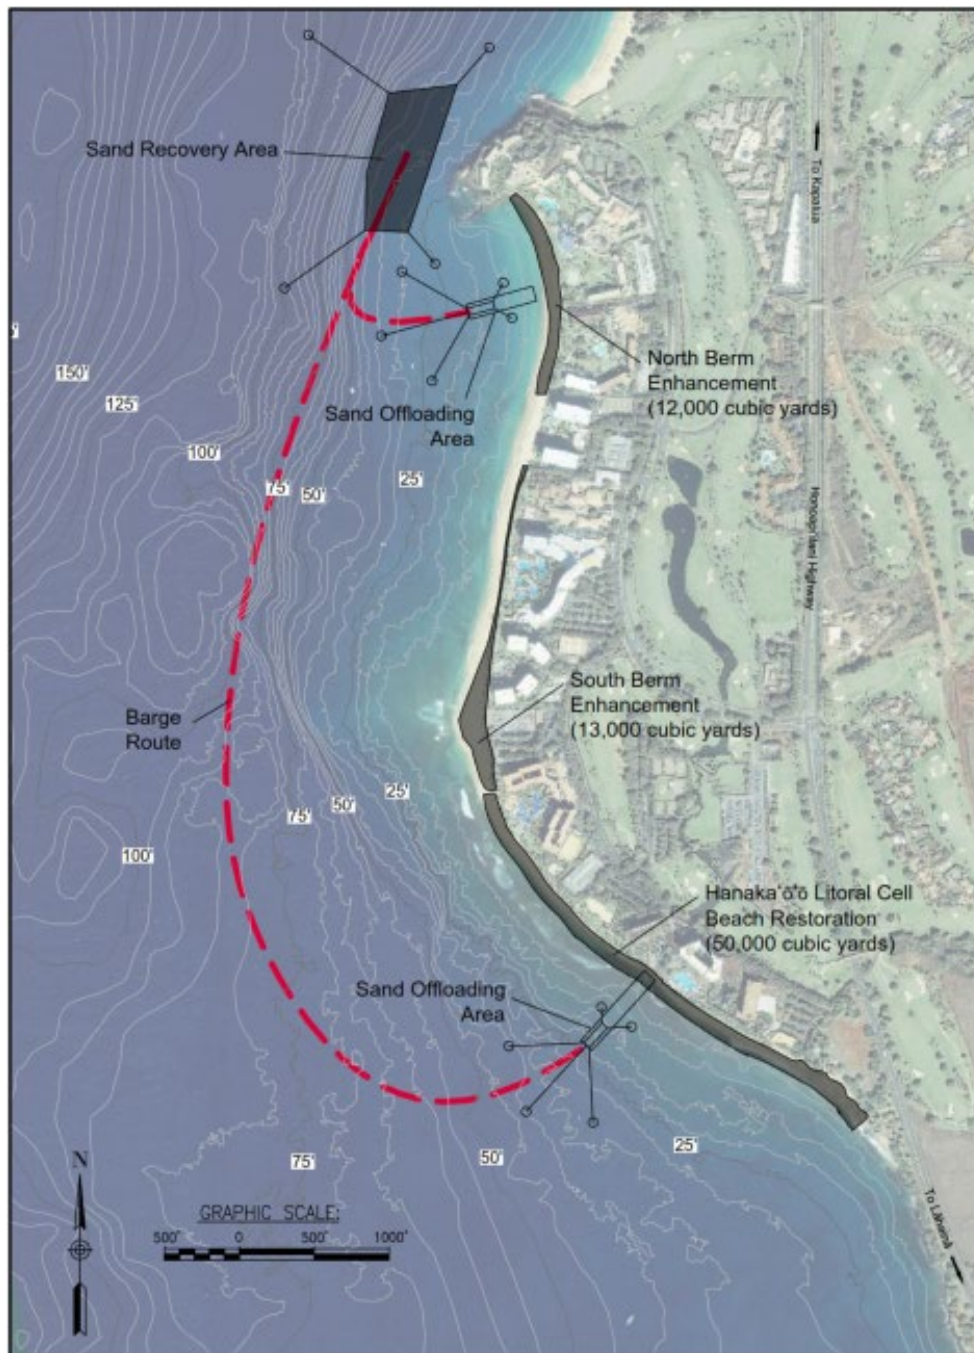 Sand Recovery Area
To Kapalua
North Berm
Enhancement
(12,000 cubic yards)
150'
125'
Sand Offloading
Area
100'
75'
50'
25'
Honoapi'ilani Highway
South Berm
Enhancement
(13,000 cubic yards)
Barge
Route
25'
50'
75'
100'
Hanaka'ō'ō Litoral Cell
Beach Restoration
(50,000 cubic yards)
Sand Offloading
Area
25'
50'
75'
N
GRAPHIC SCALE:
500' 0 500' 1000'
To Lāhainā